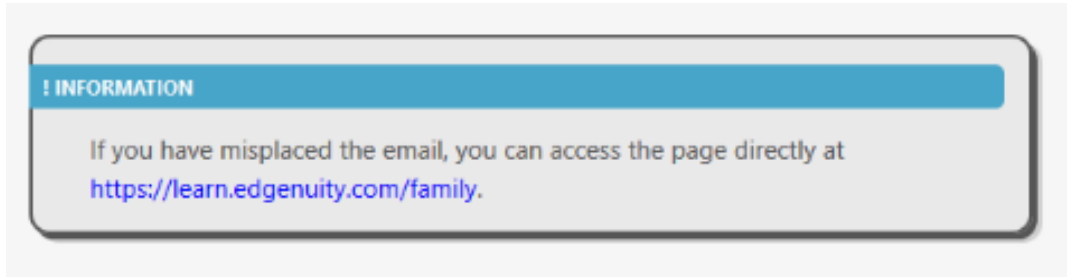 ! INFORMATION
If you have misplaced the email, you can access the page directly at
https://learn.edgenuity.com/family.